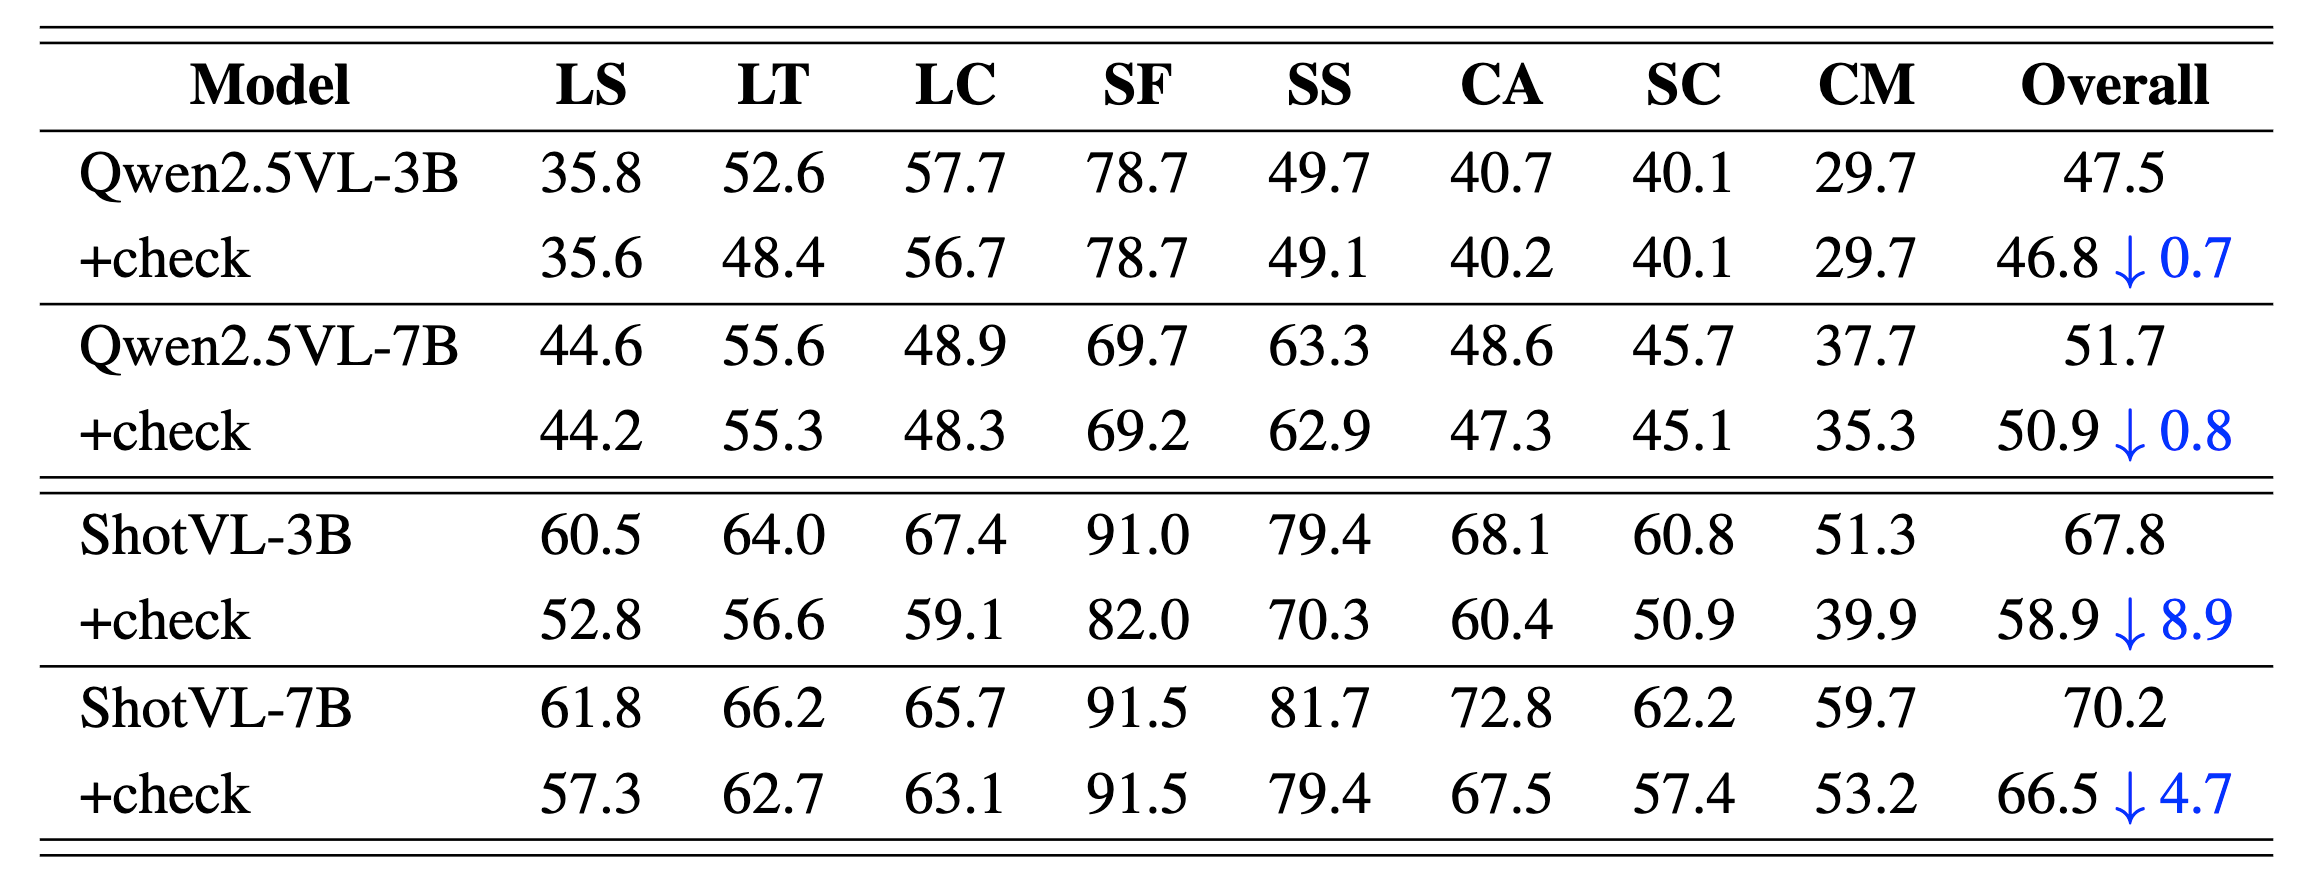 Model LS LT LC SF SS CA SC CM Overall
Qwen2.5VL-3B 35.8 52.6 57.7 78.7 49.7 40.7 40.1 29.7 47.5
+check 35.6 48.4 56.7 78.7 49.1 40.2 40.1 29.7 46.8 ↓ 0.7
Qwen2.5VL-7B 44.6 55.6 48.9 69.7 63.3 48.6 45.7 37.7 51.7
+check 44.2 55.3 48.3 69.2 62.9 47.3 45.1 35.3 50.9 ↓ 0.8
ShotVL-3B 60.5 64.0 67.4 91.0 79.4 68.1 60.8 51.3 67.8
+check 52.8 56.6 59.1 82.0 70.3 60.4 50.9 39.9 58.9 ↓ 8.9
ShotVL-7B 61.8 66.2 65.7 91.5 81.7 72.8 62.2 59.7 70.2
+check 57.3 62.7 63.1 91.5 79.4 67.5 57.4 53.2 66.5 ↓ 4.7